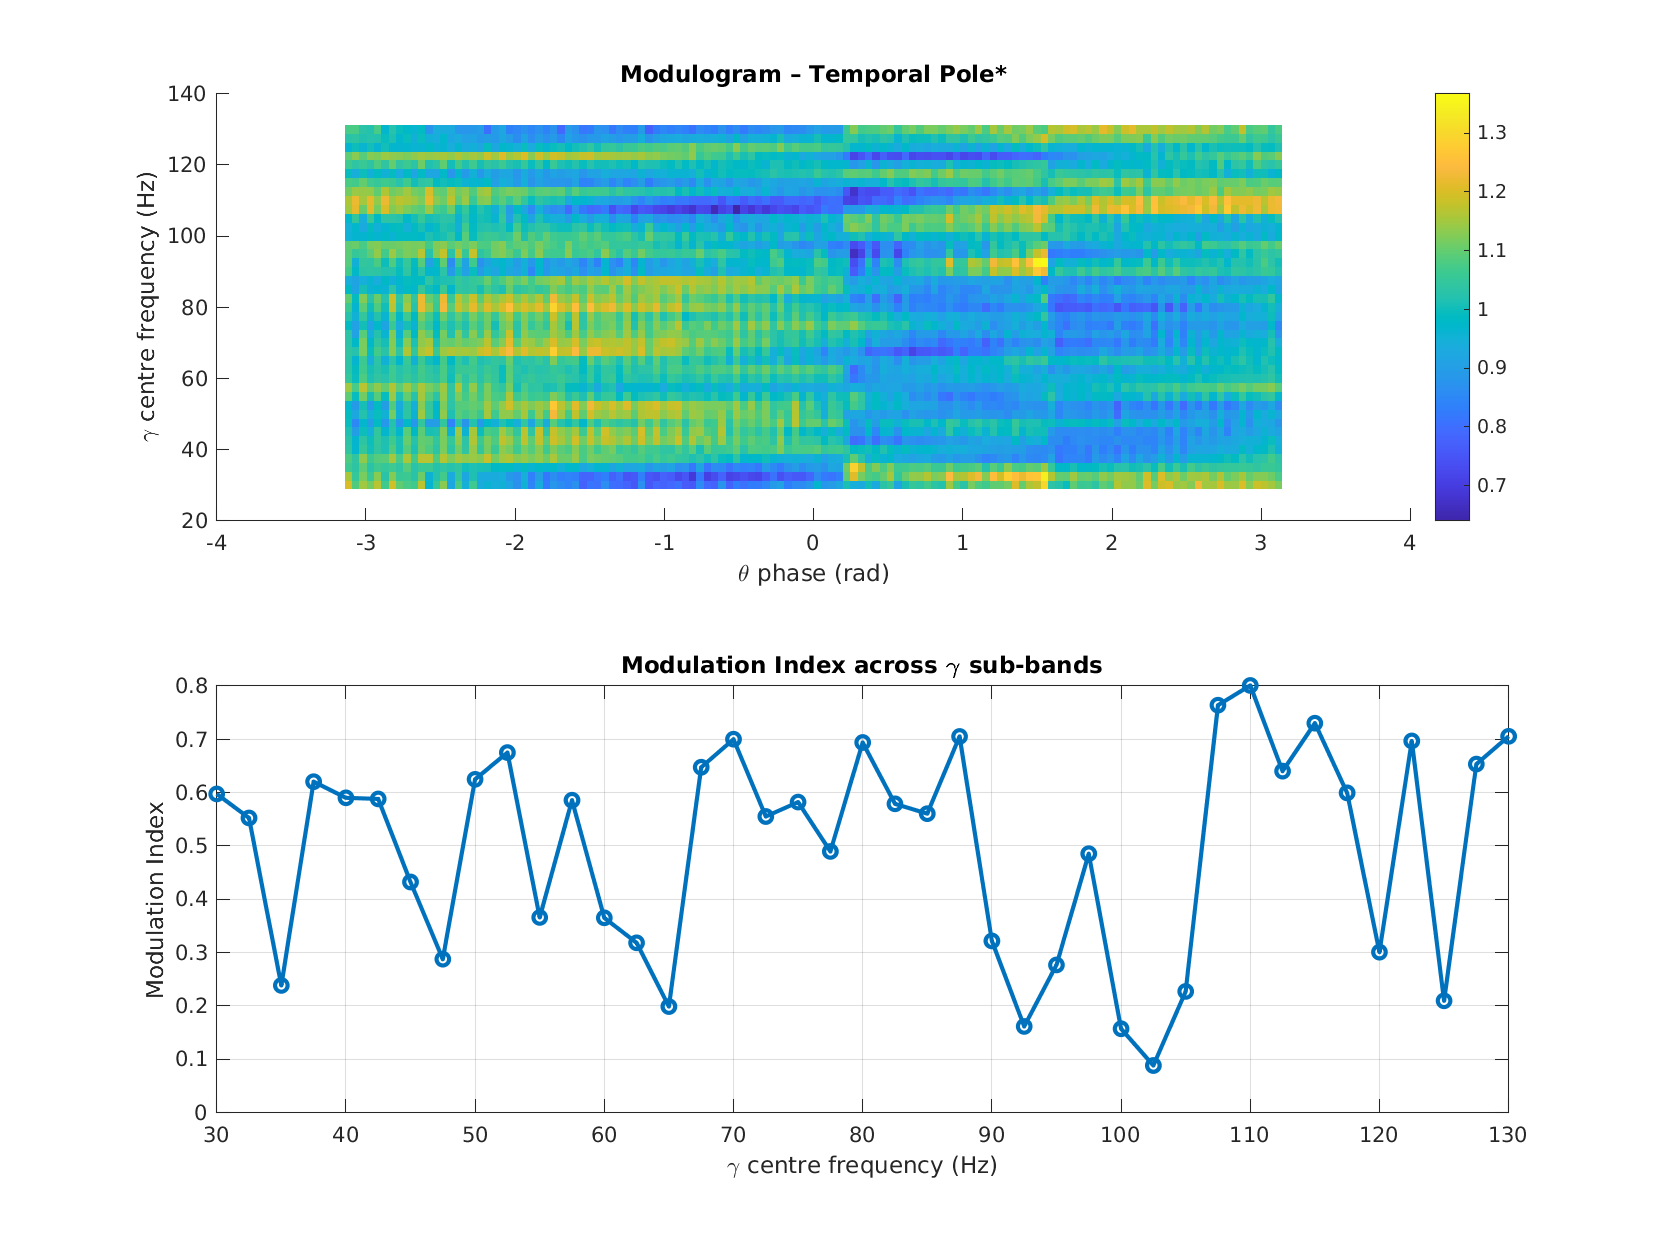 Modulogram – Temporal Pole*
γ centre frequency (Hz)
140
120
100
80
60
40
20
-4 -3 -2 -1 0 1 2 3 4
θ phase (rad)
1.3
1.2
1.1
1
0.9
0.8
0.7
Modulation Index across γ sub-bands
Modulation Index
0.8
0.7
0.6
0.5
0.4
0.3
0.2
0.1
0
30 40 50 60 70 80 90 100 110 120 130
γ centre frequency (Hz)